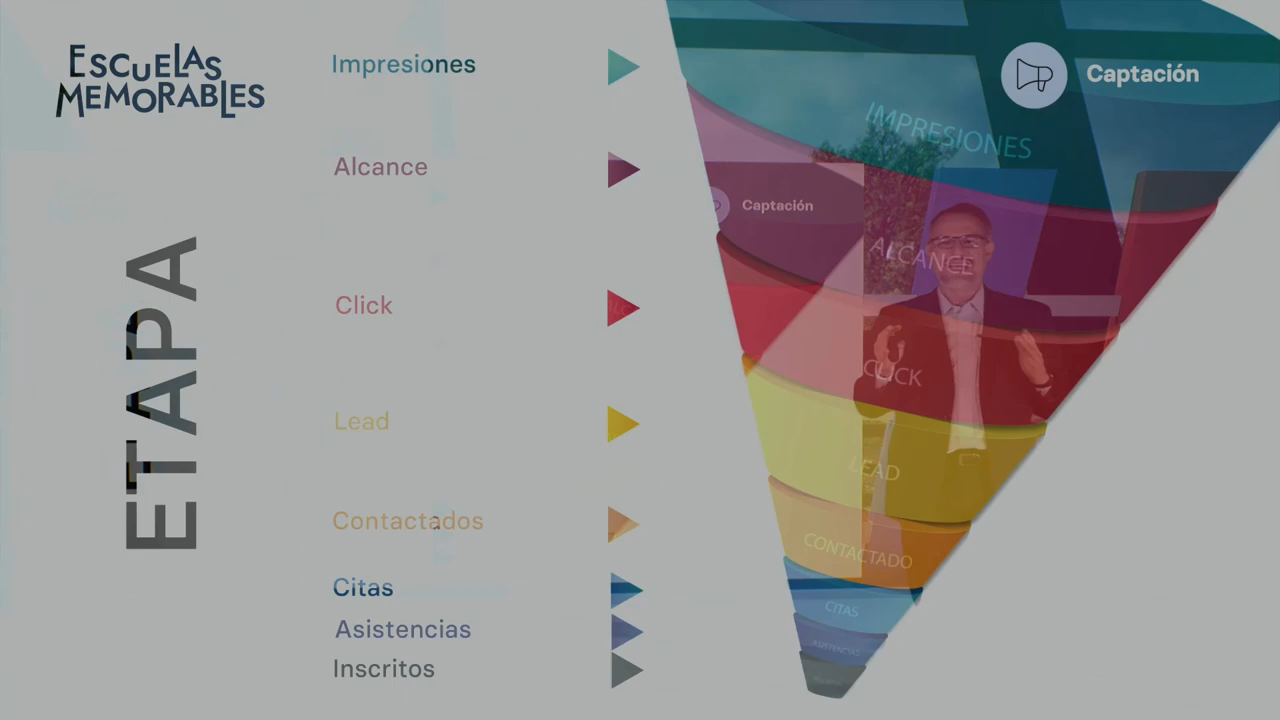 ESCUELAS
MEMORABLES
ETAPA
Impresiones
Alcance
Click
Lead
Contactados
Citas
Asistencias
Inscritos
Captación
IMPRESIONES
Captación
ALCANCE
CLICK
LEAD
CONTACTADO
CITAS
ASISTENCIAS